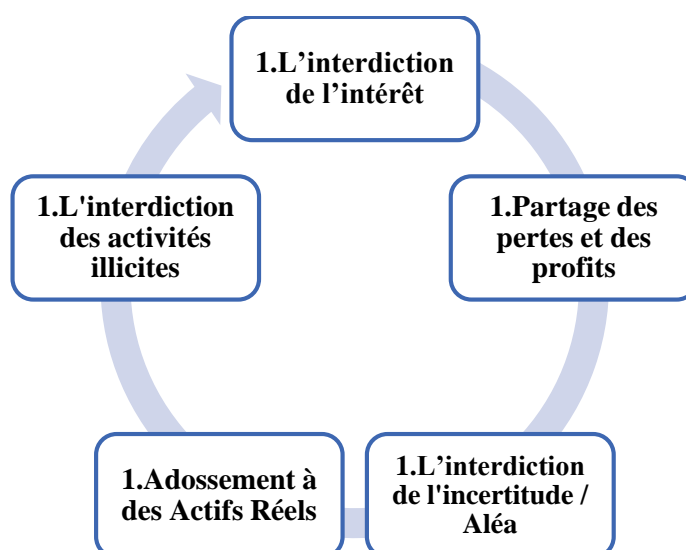 1.L’interdiction
de l’intérêt
1.Partage des
pertes et des
profits
1.L’interdiction
de l'incertitude /
Aléa
1.Adossement à
des Actifs Réels
1.L'interdiction
des activités
illicites